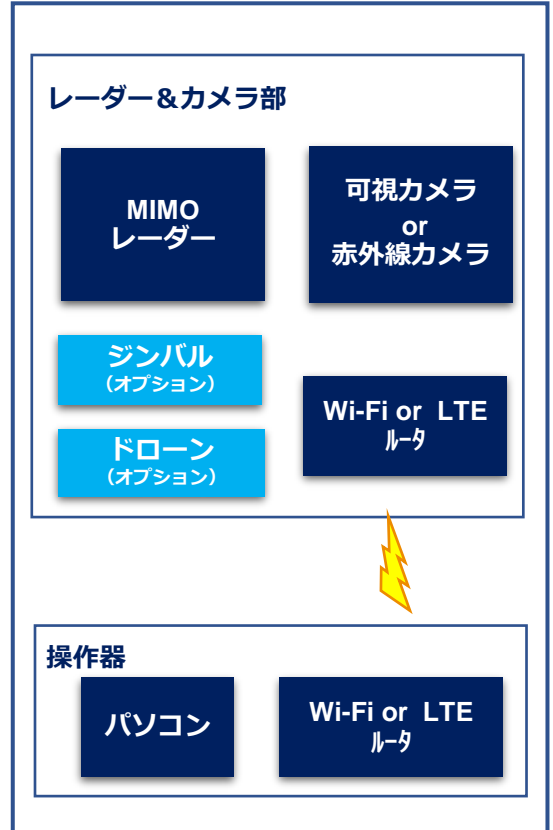 レーダー&カメラ部
MIMO
レーダー
可視カメラ
or
赤外線カメラ
ジンバル
(オプション)
ドローン
(オプション)
Wi-Fi or LTE
ﾙｰﾀ
操作器
パソコン
Wi-Fi or LTE
ﾙｰﾀ